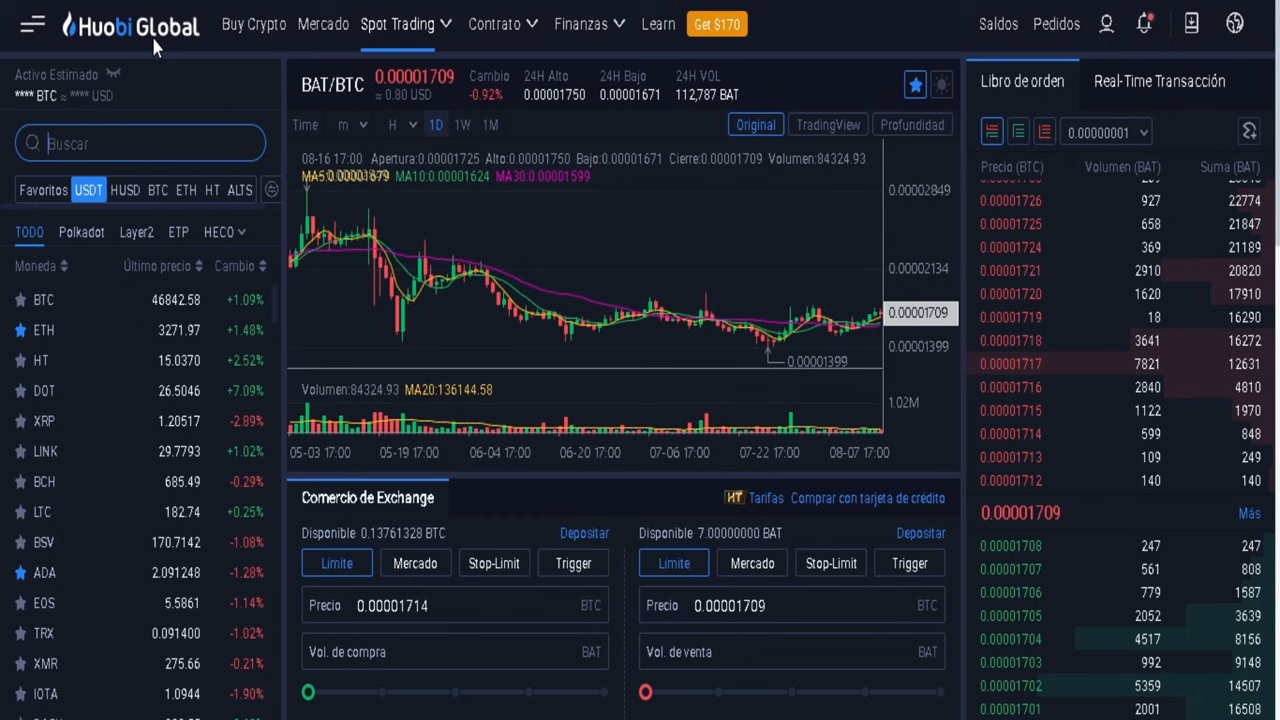 Huobi Global Buy Crypto Mercado Spot Trading Contrato Finanzas Learn Get $170 Saldos Pedidos
Activo Estimado
**** BTC ≈ **** USD
Buscar
Favoritos USDT HUSD BTC ETH HT ALTS
TODO Polkadot Layer2 ETP HECO
Moneda Último precio Cambio
BTC 46842.58 +1.09%
ETH 3271.97 +1.48%
HT 15.0370 +2.52%
DOT 26.5046 +7.09%
XRP 1.20517 -2.89%
LINK 29.7793 +1.02%
BCH 685.49 -0.29%
LTC 182.74 +0.25%
BSV 170.7142 -1.08%
ADA 2.091248 -1.28%
EOS 5.5861 -1.14%
TRX 0.091400 -1.02%
XMR 275.66 -0.21%
IOTA 1.0944 -1.90%
BAT/BTC 0.00001709 Cambio 24H Alto 24H Bajo 24H VOL
≈ 0.80 USD -0.92% 0.00001750 0.00001671 112,787 BAT
Time m H 1D 1W 1M Original TradingView Profundidad
08-16 17:00 Apertura:0.00001725 Alto:0.00001750 Bajo:0.00001671 Cierre:0.00001709 Volumen:84324.93
MA5:0.00001679 MA10:0.00001624 MA30:0.00001599
0.00002849
0.00002134
0.00001709
0.00001399
0.00001399
Volumen:84324.93 MA20:136144.58
1.02M
05-03 17:00 05-19 17:00 06-04 17:00 06-20 17:00 07-06 17:00 07-22 17:00 08-07 17:00
Comercio de Exchange HT Tarifas Comprar con tarjeta de crédito
Disponible 0.13761328 BTC Depositar
Límite Mercado Stop-Limit Trigger
Precio 0.00001714 BTC
Vol. de compra BAT
Disponible 7.00000000 BAT Depositar
Límite Mercado Stop-Limit Trigger
Precio 0.00001709 BTC
Vol. de venta BAT
Libro de orden Real-Time Transacción
0.00000001
Precio (BTC) Volumen (BAT) Suma (BAT)
0.00001726 927 22774
0.00001725 658 21847
0.00001724 369 21189
0.00001721 2910 20820
0.00001720 1620 17910
0.00001719 18 16290
0.00001718 3641 16272
0.00001717 7821 12631
0.00001716 2840 4810
0.00001715 1122 1970
0.00001714 599 848
0.00001713 109 249
0.00001712 140 140
0.00001709 Más
0.00001708 247 247
0.00001707 561 808
0.00001706 779 1587
0.00001705 2052 3639
0.00001704 4517 8156
0.00001703 992 9148
0.00001702 5359 14507
0.00001701 2001 16508